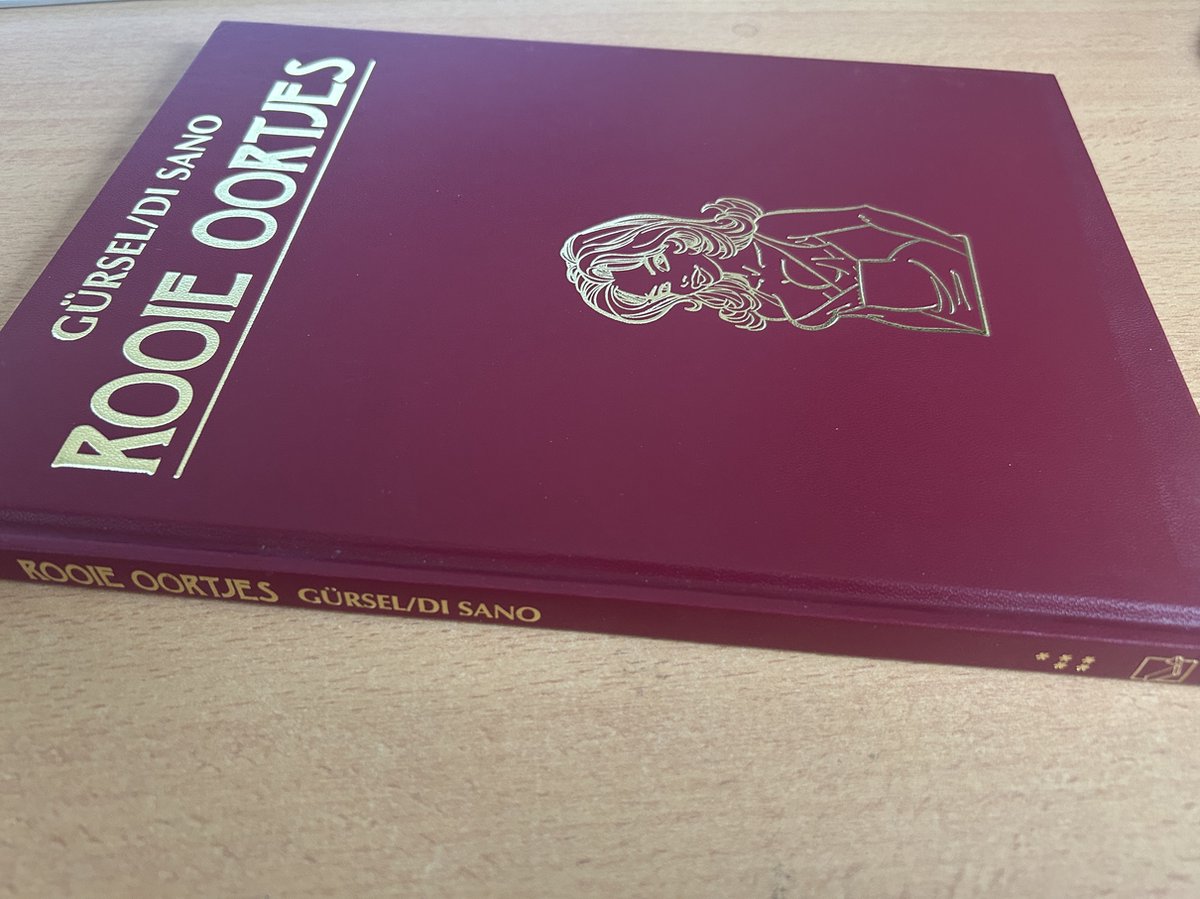 GÜRSEL/DI SANO
ROOIE OORTJES
ROOIE OORTJES GÜRSEL/DI SANO